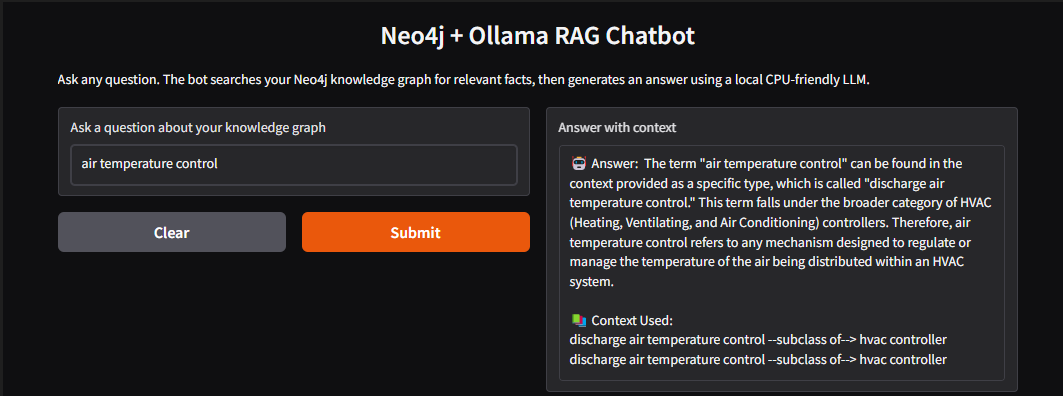 Neo4j + Ollama RAG Chatbot
Ask any question. The bot searches your Neo4j knowledge graph for relevant facts, then generates an answer using a local CPU-friendly LLM.
Ask a question about your knowledge graph
air temperature control
Clear
Submit
Answer with context
🤖 Answer: The term "air temperature control" can be found in the
context provided as a specific type, which is called "discharge air
temperature control." This term falls under the broader category of HVAC
(Heating, Ventilating, and Air Conditioning) controllers. Therefore, air
temperature control refers to any mechanism designed to regulate or
manage the temperature of the air being distributed within an HVAC
system.
📚 Context Used:
discharge air temperature control --subclass of--> hvac controller
discharge air temperature control --subclass of--> hvac controller